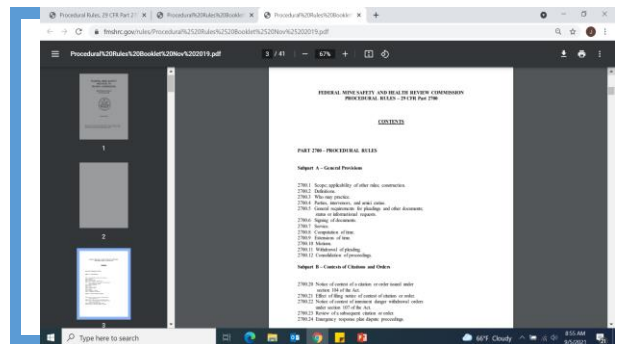 Procedural Rules, 29 CFR Part 27
Procedural%20Rules%20Booklet
Procedural%20Rules%20Booklet
fmshrc.gov/rules/Procedural%2520Rules%2520Booklet%2520Nov%25202019.pdf
Procedural%20Rules%20Booklet%20Nov%202019.pdf
3 / 41
67%
1
2
3
FEDERAL MINE SAFETY AND HEALTH REVIEW COMMISSION
PROCEDURAL RULES – 29 CFR Part 2700
CONTENTS
PART 2700 – PROCEDURAL RULES
Subpart A – General Provisions
2700.1 Scope; applicability of other rules; construction.
2700.2 Definitions.
2700.3 Who may practice.
2700.4 Parties, intervenors, and amici curiae.
2700.5 General requirements for pleadings and other documents;
status or informational requests.
2700.6 Signing of documents.
2700.7 Service.
2700.8 Computation of time.
2700.9 Extensions of time.
2700.10 Motions.
2700.11 Withdrawal of pleading.
2700.12 Consolidation of proceedings.
Subpart B – Contests of Citations and Orders
2700.20 Notice of contest of a citation or order issued under
section 104 of the Act.
2700.21 Effect of filing notice of contest of citation or order.
2700.22 Notice of contest of imminent danger withdrawal orders
under section 107 of the Act.
2700.23 Review of a subsequent citation or order.
2700.24 Emergency response plan dispute proceedings.
Type here to search
66°F Cloudy
8:55 AM
9/5/2021